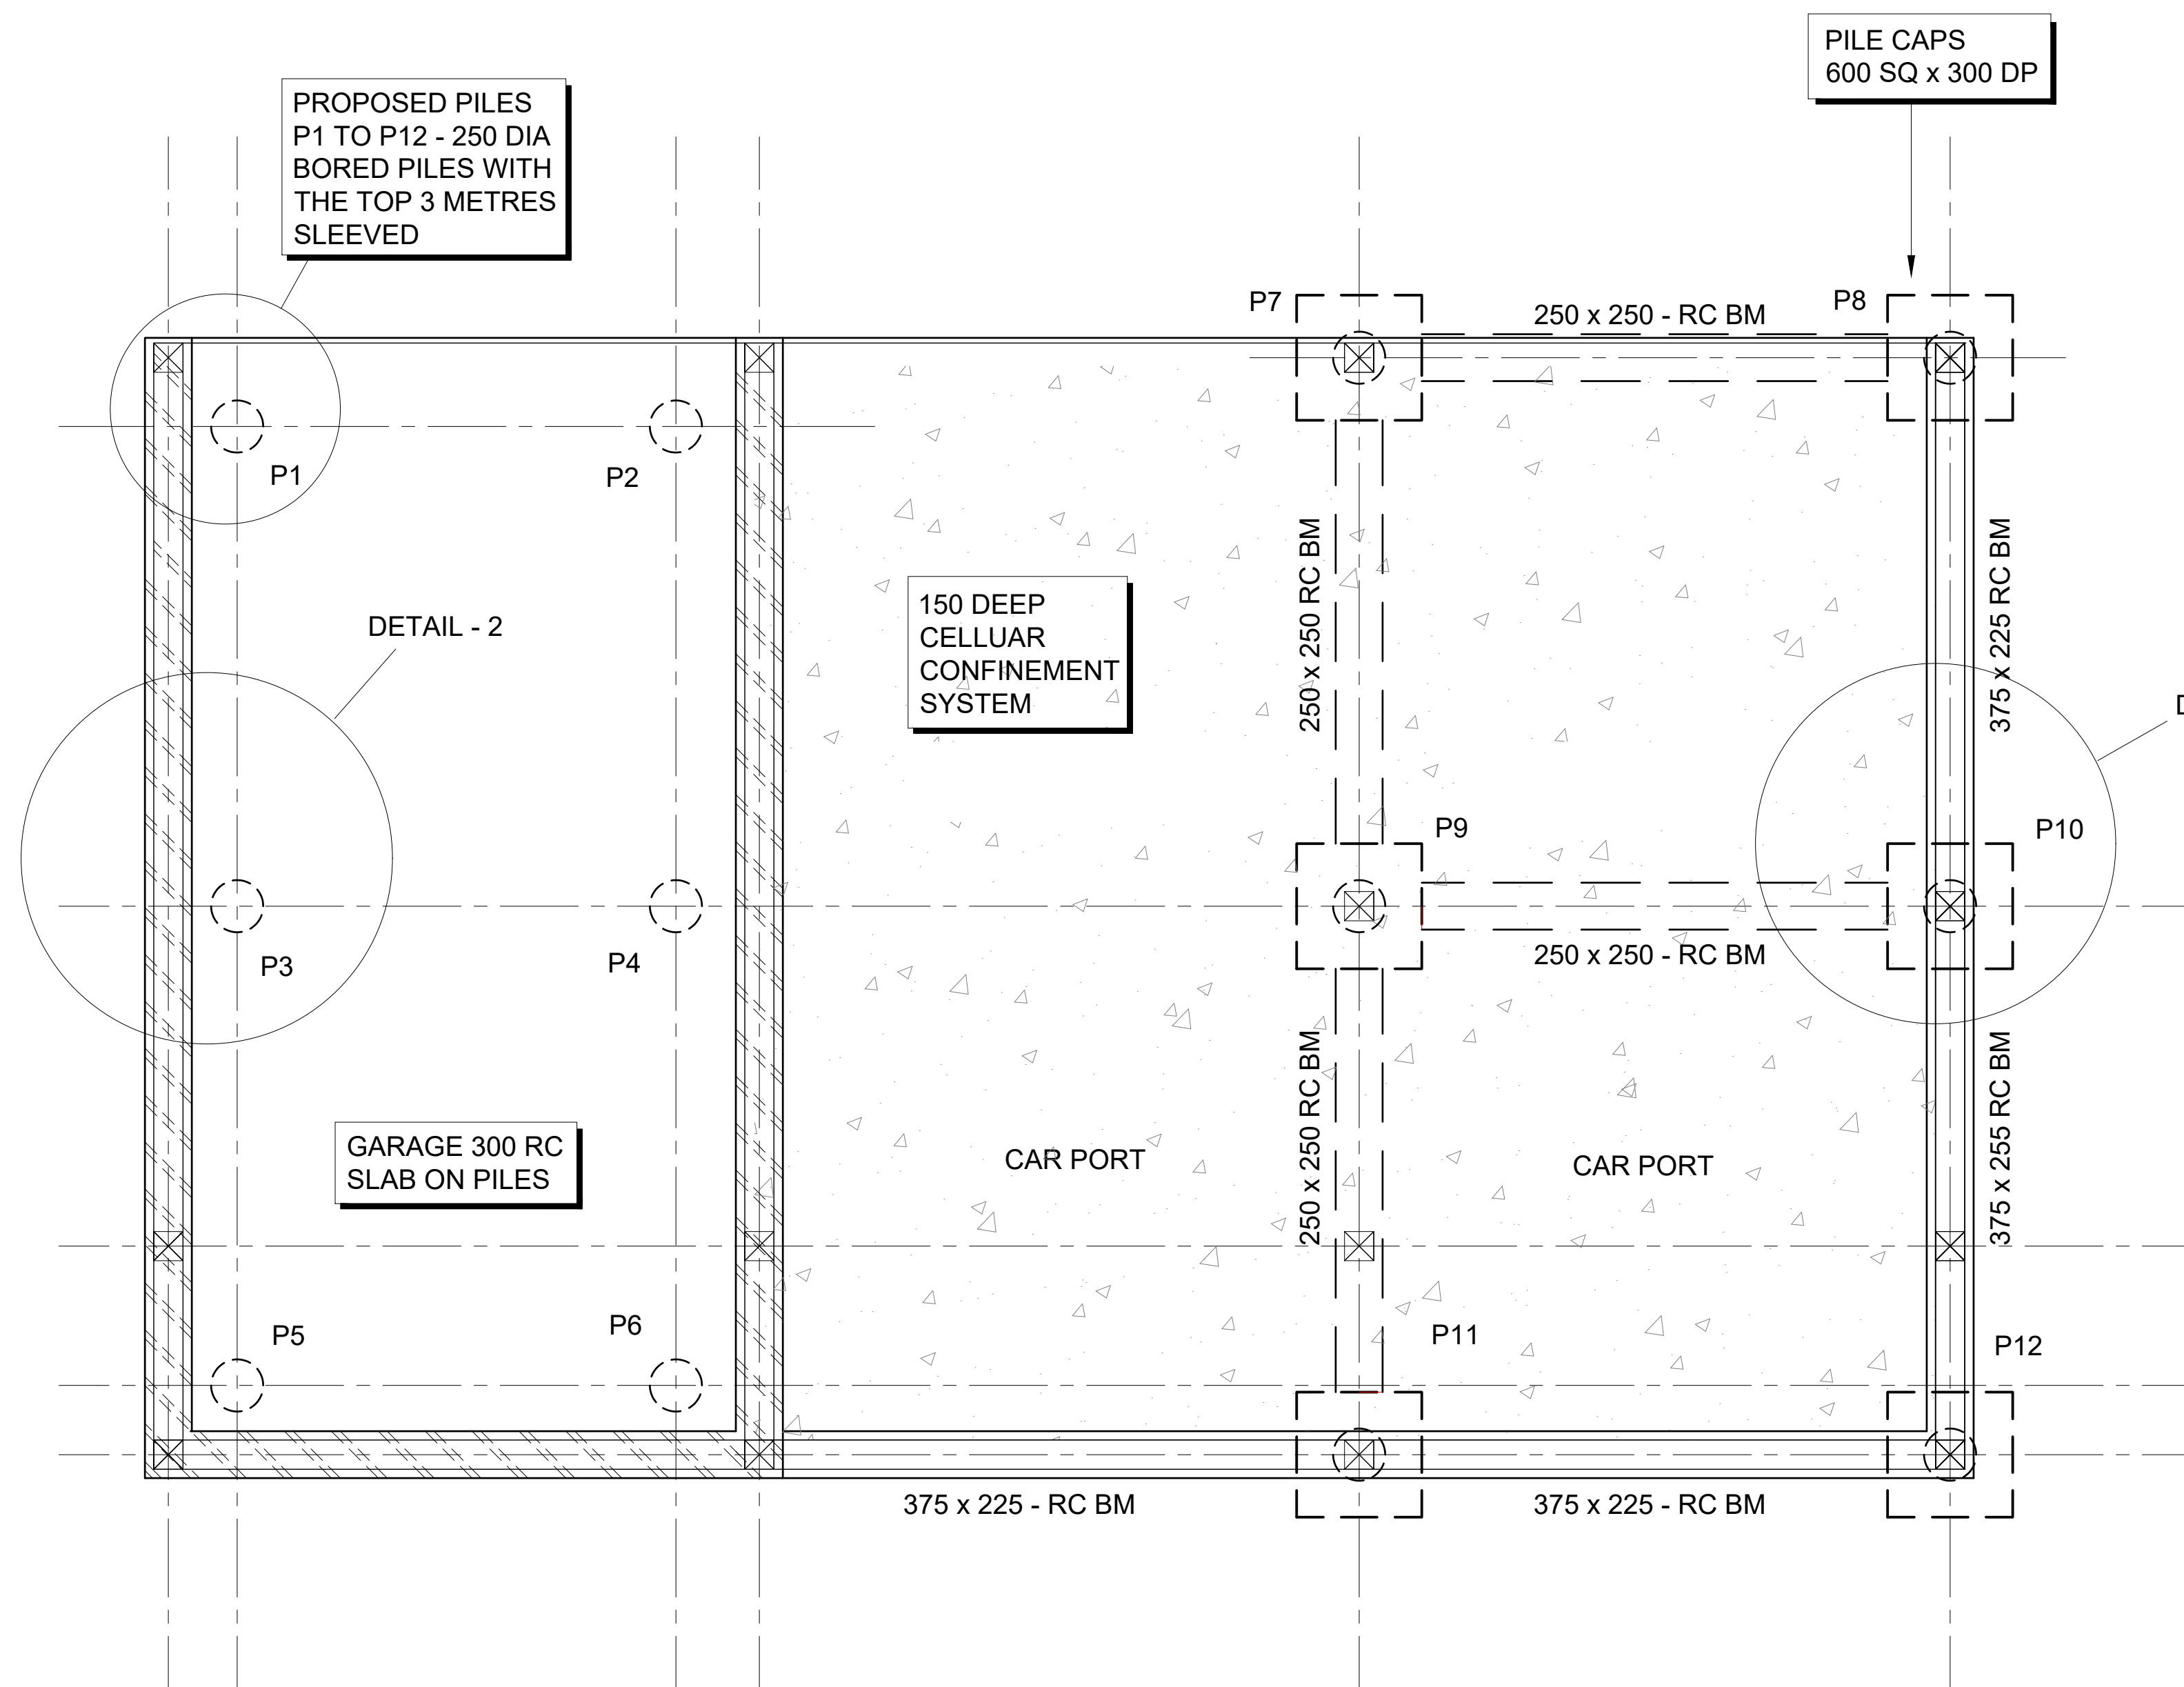 PILE CAPS
600 SQ x 300 DP
PROPOSED PILES
P1 TO P12 - 250 DIA
BORED PILES WITH
THE TOP 3 METRES
SLEEVED
P7
250 x 250 - RC BM
P8
P1
P2
250 x 250 RC BM
375 x 225 RC BM
DETAIL - 2
150 DEEP
CELLUAR
CONFINEMENT
SYSTEM
P9
P10
P3
P4
250 x 250 - RC BM
250 x 250 RC BM
375 x 255 RC BM
GARAGE 300 RC
SLAB ON PILES
CAR PORT
CAR PORT
P5
P6
P11
P12
375 x 225 - RC BM
375 x 225 - RC BM